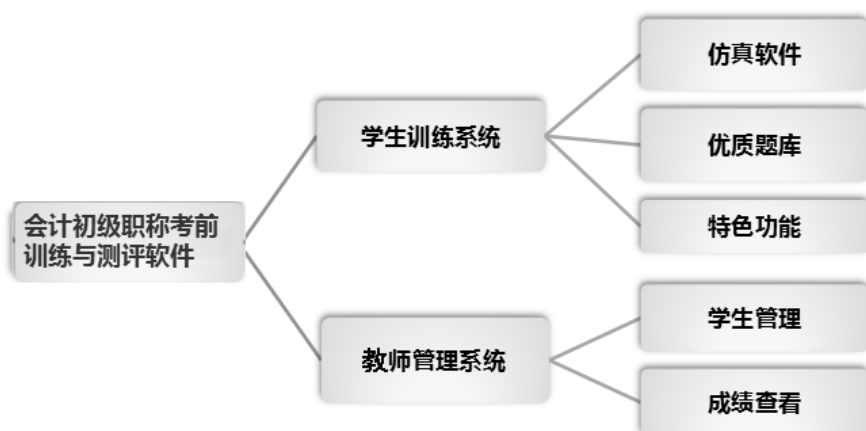 会计初级职称考前
训练与测评软件
学生训练系统
仿真软件
优质题库
特色功能
教师管理系统
学生管理
成绩查看